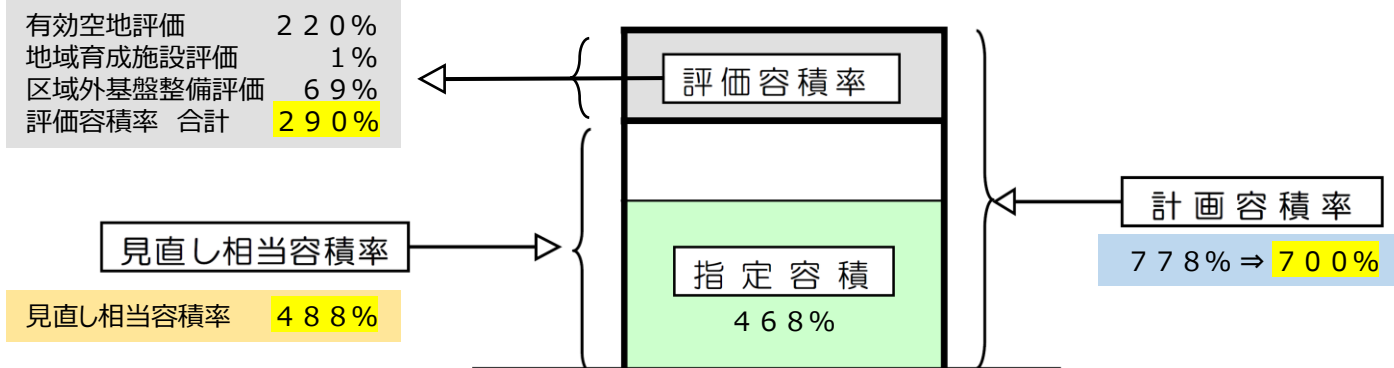 有効空地評価 220%
地域育成施設評価 1%
区域外基盤整備評価 69%
評価容積率 合計 290%
評価容積率
見直し相当容積率
見直し相当容積率 488%
指定容積
468%
計画容積率
778%⇒700%